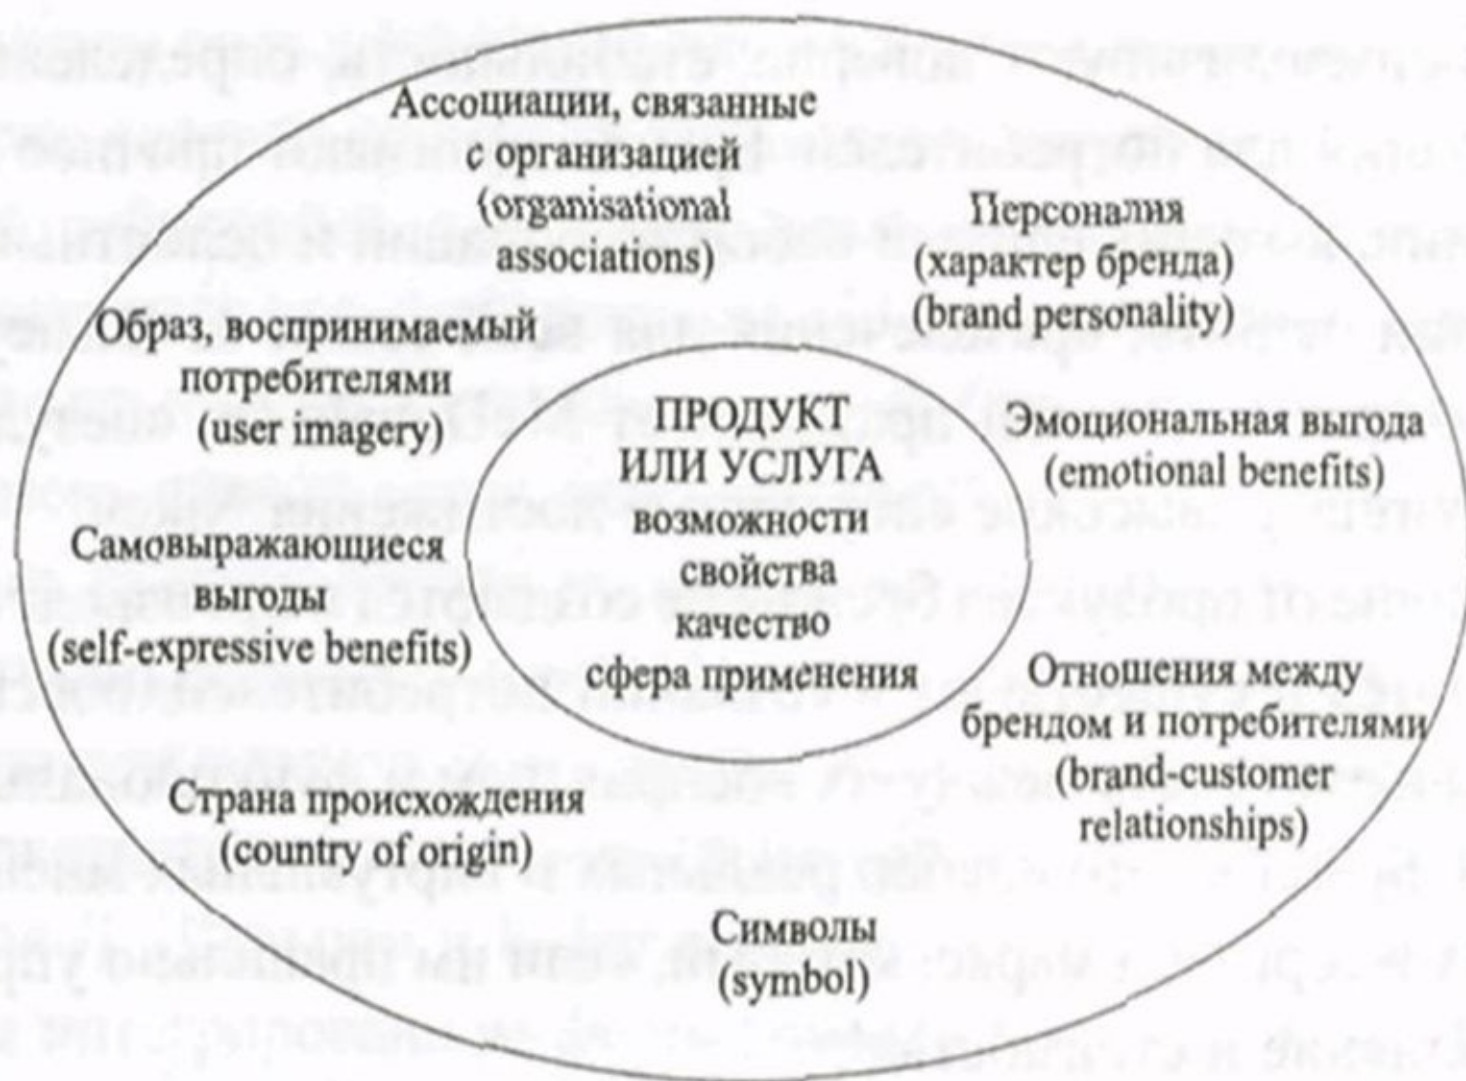 Ассоциации, связанные
с организацией
(organisational
associations)
Персоналия
(характер бренда)
(brand personality)
Образ, воспринимаемый
потребителями
(user imagery)
ПРОДУКТ
ИЛИ УСЛУГА
возможности
свойства
качество
сфера применения
Эмоциональная выгода
(emotional benefits)
Самовыражающиеся
выгоды
(self-expressive benefits)
Отношения между
брендом и потребителями
(brand-customer
relationships)
Страна происхождения
(country of origin)
Символы
(symbol)